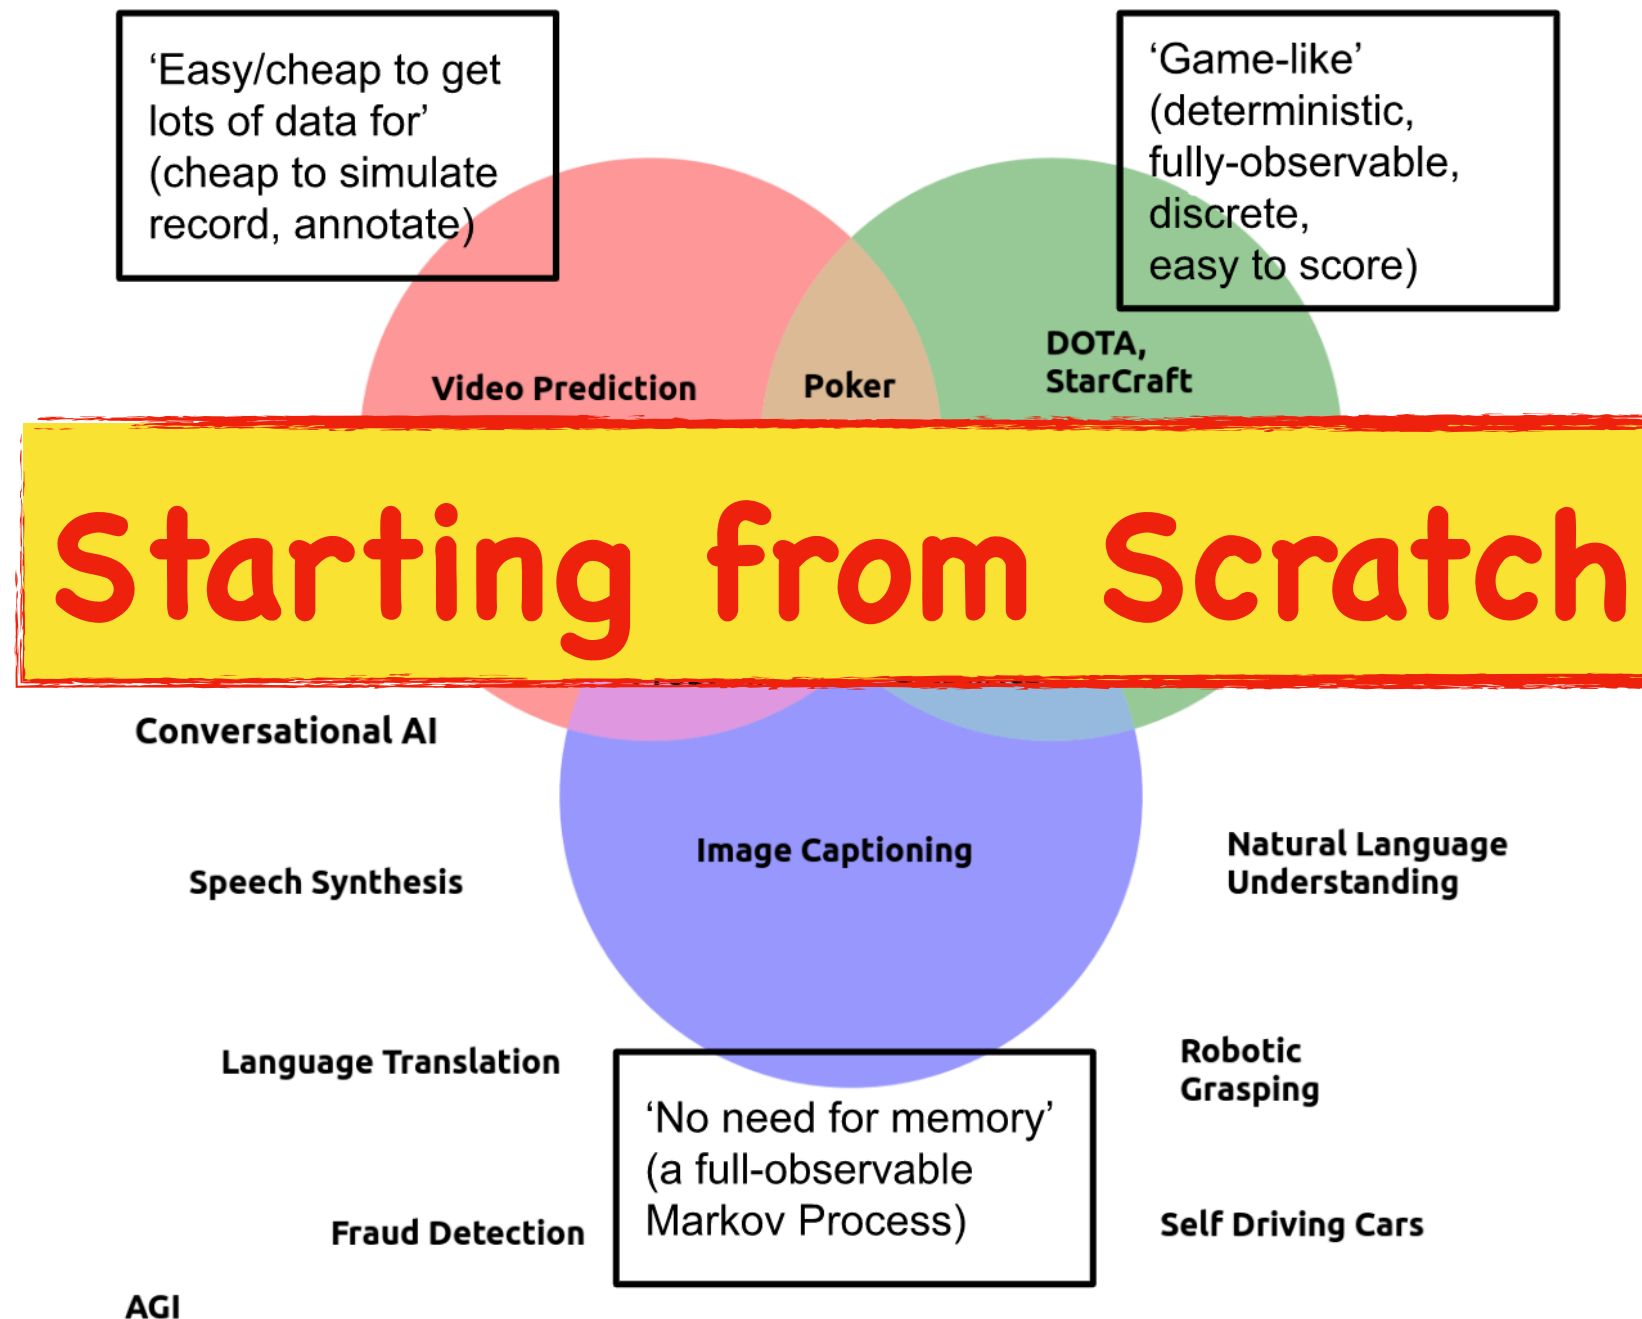 ‘Easy/cheap to get
lots of data for’
(cheap to simulate
record, annotate)
‘Game-like’
(deterministic,
fully-observable,
discrete,
easy to score)
DOTA,
StarCraft
Video Prediction
Poker
Starting from Scratch
Conversational AI
Image Captioning
Natural Language
Understanding
Speech Synthesis
Language Translation
Robotic
Grasping
‘No need for memory’
(a full-observable
Markov Process)
Fraud Detection
Self Driving Cars
AGI